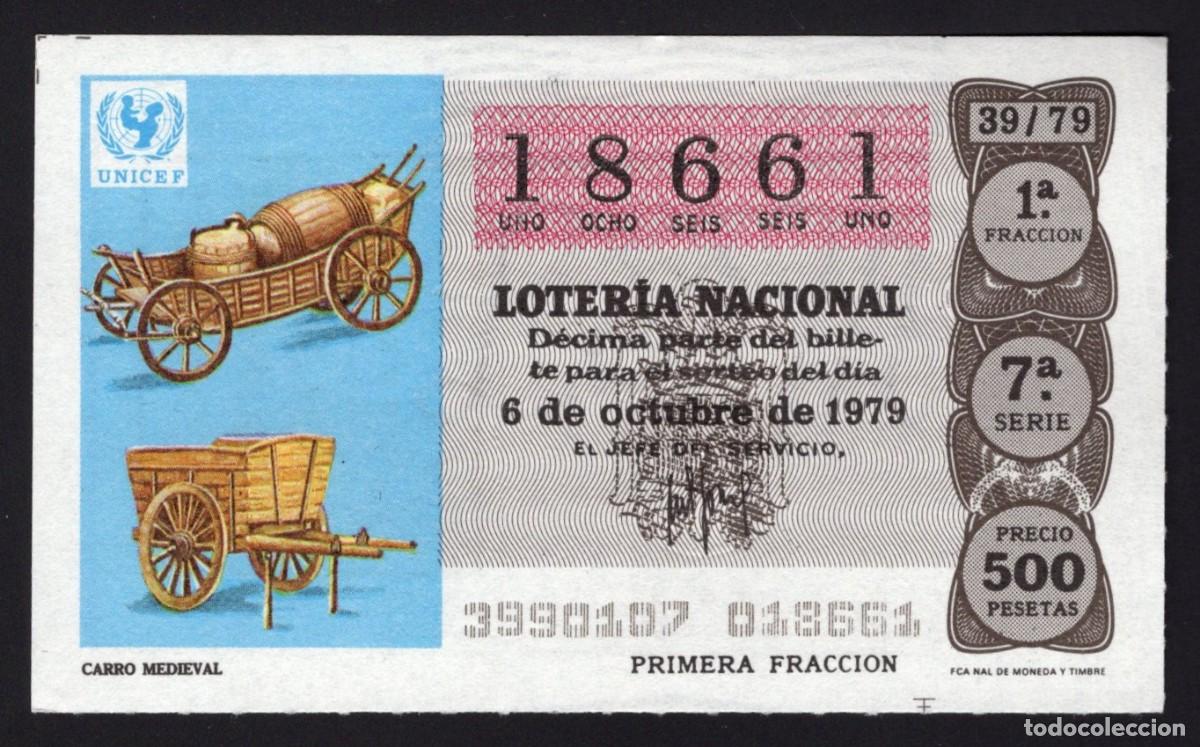 UNICEF
18661
UNO OCHO SEIS SEIS UNO
LOTERÍA NACIONAL
Décima parte del bille-
te para el sorteo del día
6 de octubre de 1979
EL JEFE DEL SERVICIO,
39/79
1ª.
FRACCION
7ª.
SERIE
PRECIO
500
PESETAS
3990107 018661
CARRO MEDIEVAL
PRIMERA FRACCION
FCA NAL DE MONEDA Y TIMBRE
todocoleccion